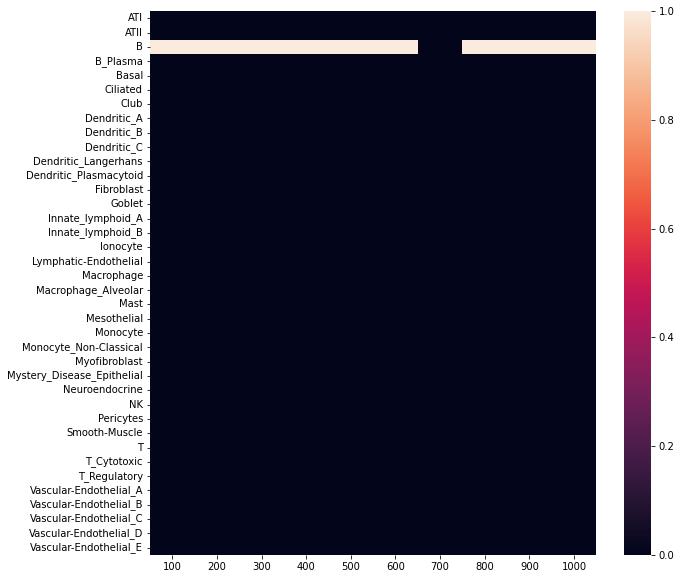 ATI
ATII
B
B_Plasma
Basal
Ciliated
Club
Dendritic_A
Dendritic_B
Dendritic_C
Dendritic_Langerhans
Dendritic_Plasmacytoid
Fibroblast
Goblet
Innate_lymphoid_A
Innate_lymphoid_B
Ionocyte
Lymphatic-Endothelial
Macrophage
Macrophage_Alveolar
Mast
Mesothelial
Monocyte
Monocyte_Non-Classical
Myofibroblast
Mystery_Disease_Epithelial
Neuroendocrine
NK
Pericytes
Smooth-Muscle
T
T_Cytotoxic
T_Regulatory
Vascular-Endothelial_A
Vascular-Endothelial_B
Vascular-Endothelial_C
Vascular-Endothelial_D
Vascular-Endothelial_E
100 200 300 400 500 600 700 800 900 1000
1.0
0.8
0.6
0.4
0.2
0.0